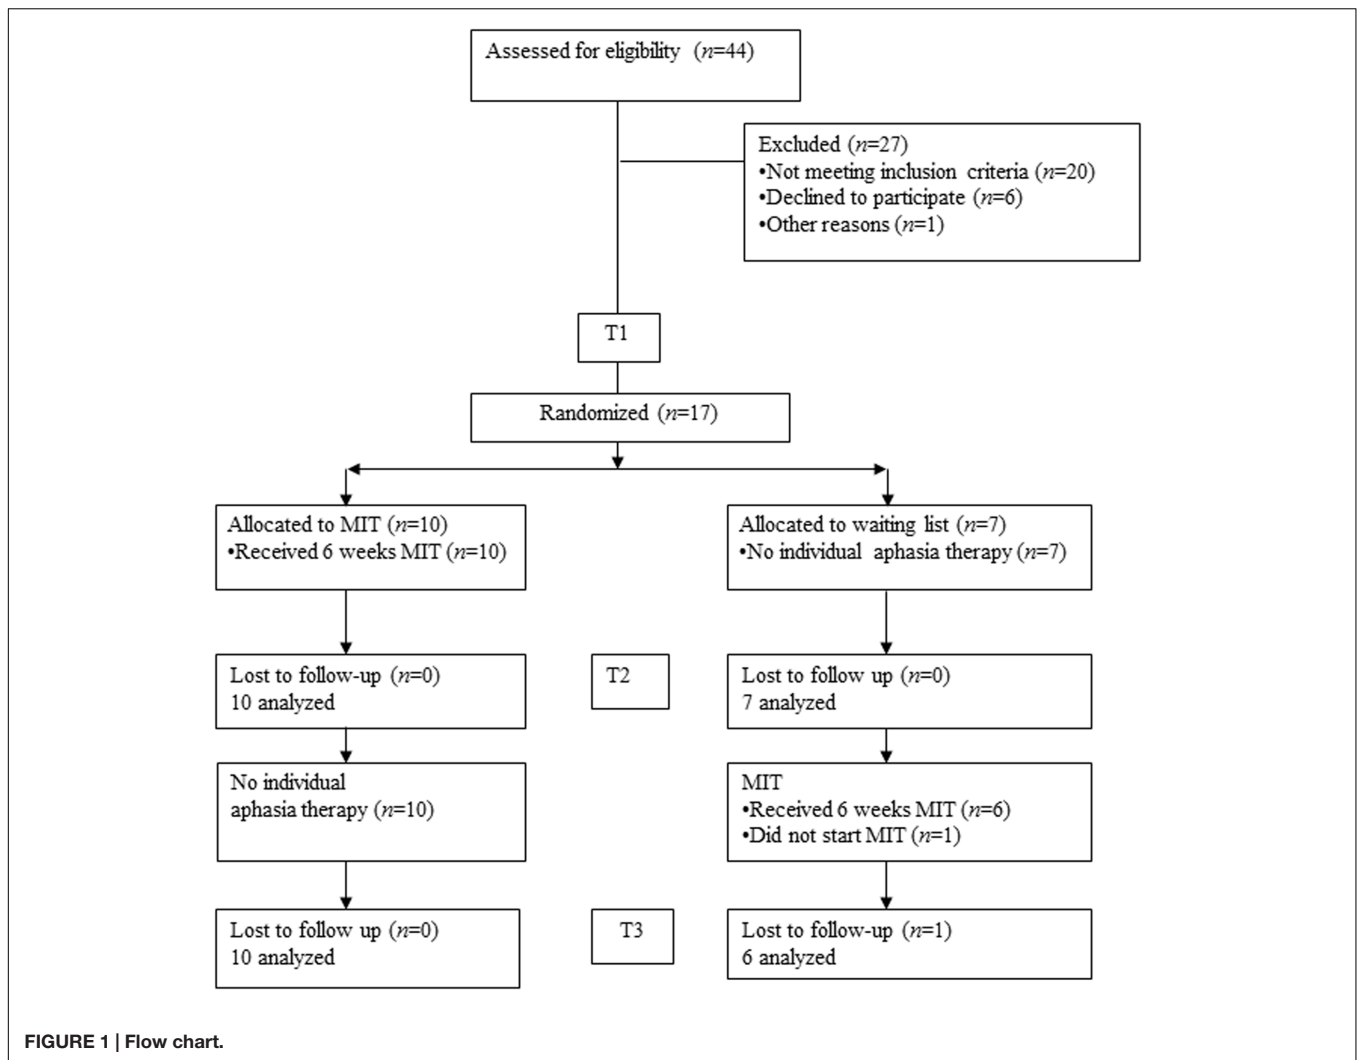 Assessed for eligibility (n=44)
Excluded (n=27)
•Not meeting inclusion criteria (n=20)
•Declined to participate (n=6)
•Other reasons (n=1)
T1
Randomized (n=17)
Allocated to MIT (n=10)
•Received 6 weeks MIT (n=10)
Allocated to waiting list (n=7)
•No individual aphasia therapy (n=7)
Lost to follow-up (n=0)
10 analyzed
T2
Lost to follow up (n=0)
7 analyzed
No individual
aphasia therapy (n=10)
MIT
•Received 6 weeks MIT (n=6)
•Did not start MIT (n=1)
Lost to follow up (n=0)
10 analyzed
T3
Lost to follow-up (n=1)
6 analyzed
FIGURE 1 | Flow chart.